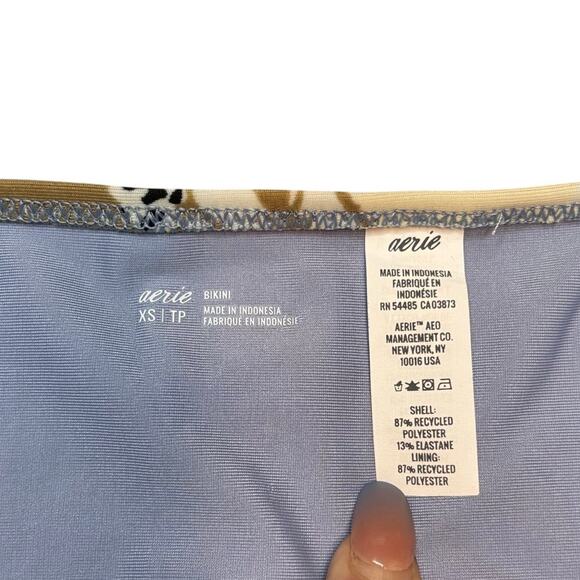 aerie
BIKINI
XS | TP
MADE IN INDONESIA
FABRIQUÉ EN INDONÉSIE
aerie
MADE IN INDONESIA
FABRIQUÉ EN
INDONÉSIE
RN 54485 CA03873
AERIE™ AEO
MANAGEMENT CO.
NEW YORK, NY
10016 USA
SHELL:
87% RECYCLED
POLYESTER
13% ELASTANE
LINING:
87% RECYCLED
POLYESTER